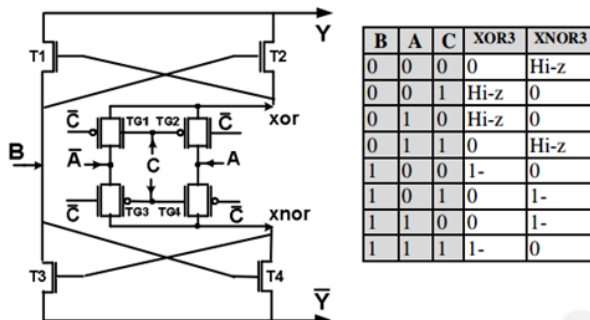 Y
T1
T2
C̅ TG1 TG2 C̅
xor
B
A̅ C A
C̅ TG3 TG4 C̅
xnor
T3
T4
Y̅
B A C XOR3 XNOR3
0 0 0 0 Hi-z
0 0 1 Hi-z 0
0 1 0 Hi-z 0
0 1 1 0 Hi-z
1 0 0 1- 0
1 0 1 0 1-
1 1 0 0 1-
1 1 1 1- 0